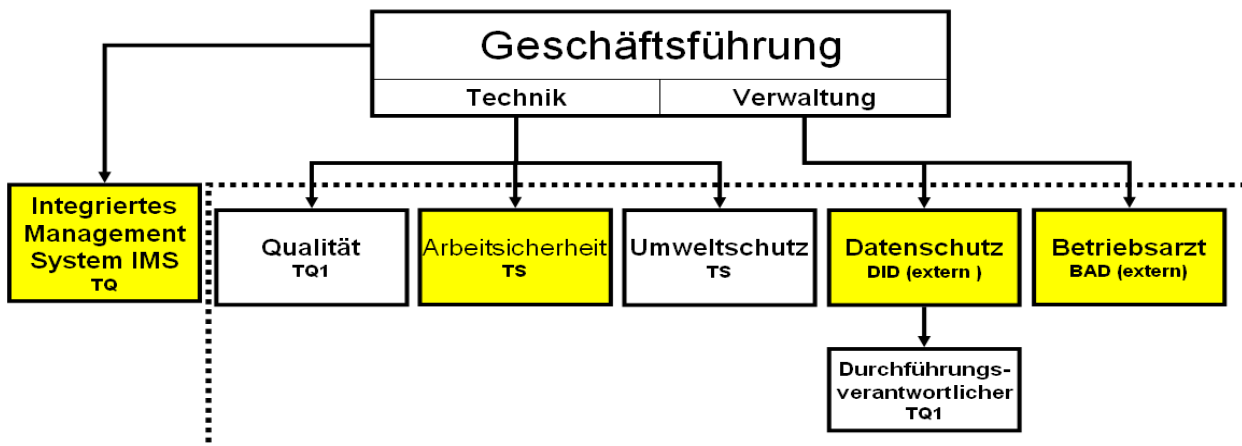 Geschäftsführung
Technik
Verwaltung
Integriertes
Management
System IMS
TQ
Qualität
TQ1
Arbeitsicherheit
TS
Umweltschutz
TS
Datenschutz
DID (extern )
Betriebsarzt
BAD (extern)
Durchführungs-
verantwortlicher
TQ1